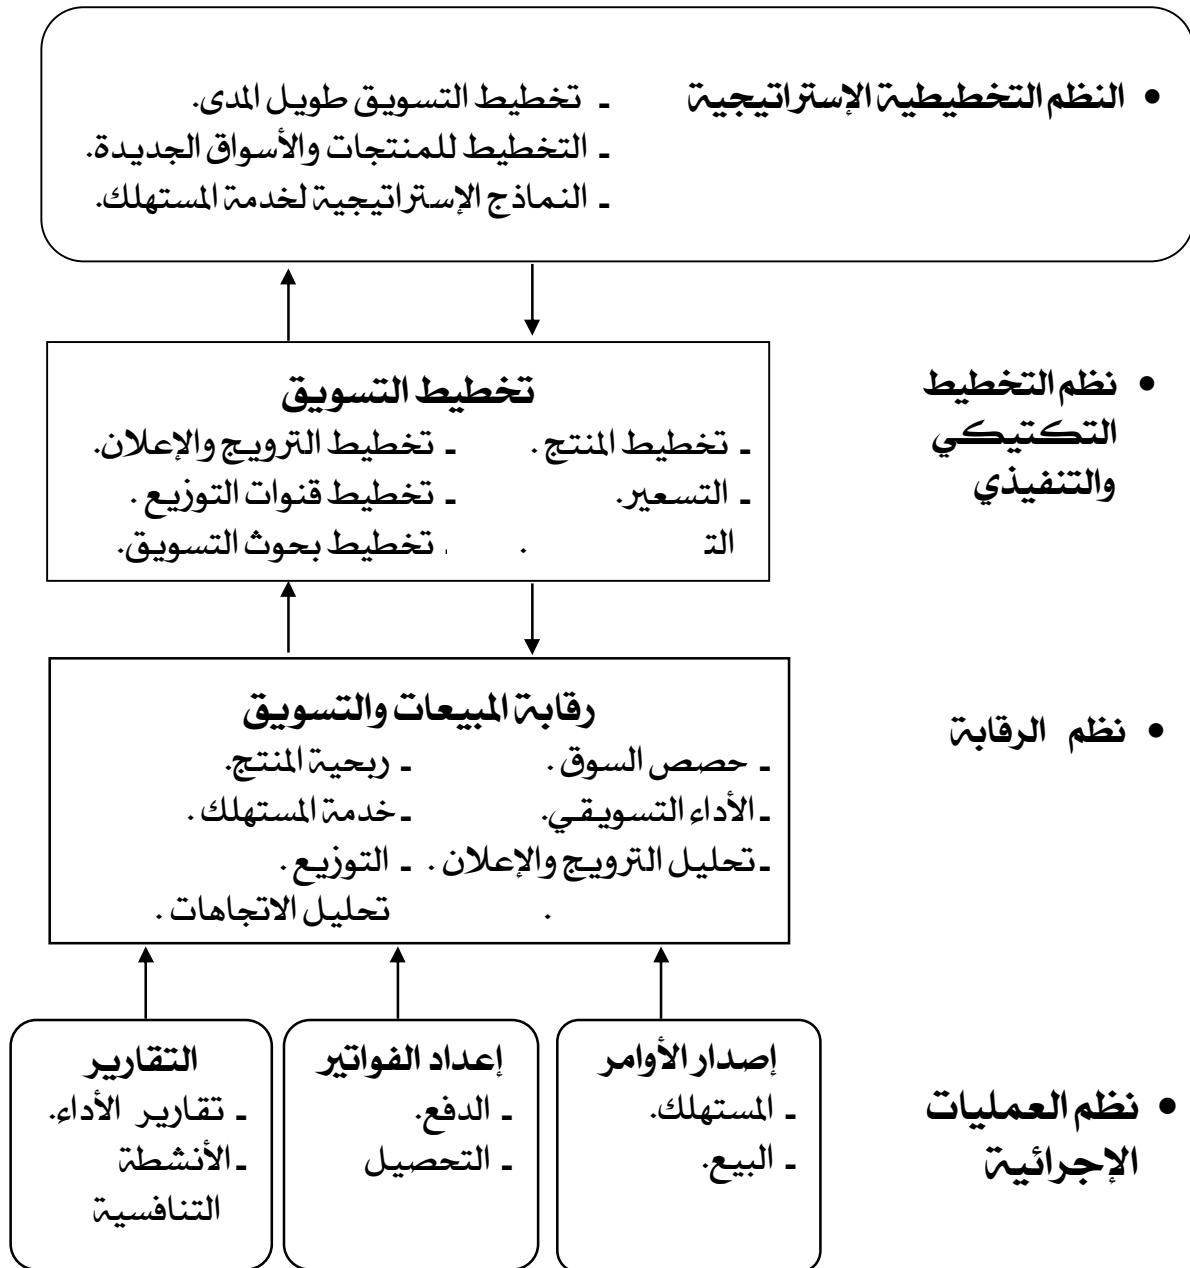 • النظم التخطيطية الإستراتيجية
ـ تخطيط التسويق طويل المدى.
ـ التخطيط للمنتجات والأسواق الجديدة.
ـ النماذج الإستراتيجية لخدمة المستهلك.
• نظم التخطيط
التكتيكي
والتنفيذي
تخطيط التسويق
ـ تخطيط المنتج . ـ تخطيط الترويج والإعلان.
ـ التسعير. ـ تخطيط قنوات التوزيع .
. تخطيط بحوث التسويق.
• نظم الرقابة
رقابة المبيعات والتسويق
ـ حصص السوق . ـ ربحية المنتج.
ـ الأداء التسويقي. ـ خدمة المستهلك .
ـ تحليل الترويج والإعلان . ـ التوزيع .
. تحليل الاتجاهات .
• نظم العمليات
الإجرائية
إصدار الأوامر
ـ المستهلك.
ـ البيع.
إعداد الفواتير
ـ الدفع.
ـ التحصيل
التقارير
ـ تقارير الأداء.
ـ الأنشطة
التنافسية